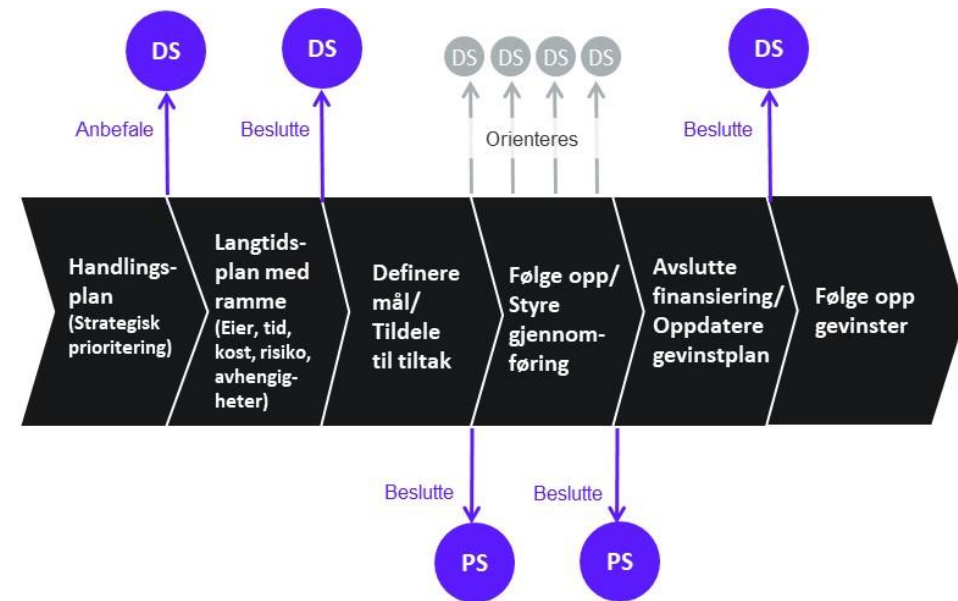 DS
DS
DS DS DS DS
DS
Anbefale
Beslutte
Orienteres
Beslutte
Handlings-
plan
(Strategisk
prioritering)
Langtids-
plan med
ramme
(Eier, tid,
kost, risiko,
avhengig-
heter)
Definere
mål/
Tildele
til tiltak
Følge opp/
Styre
gjennom-
føring
Avslutte
finansiering/
Oppdatere
gevinstplan
Følge opp
gevinster
Beslutte
Beslutte
PS
PS